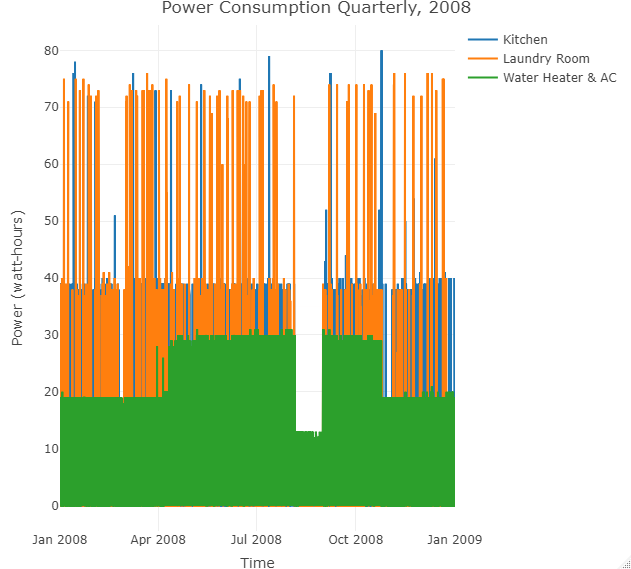 Power Consumption Quarterly, 2008
Kitchen
Laundry Room
Water Heater & AC
80
70
60
50
40
30
20
10
0
Power (watt-hours)
Jan 2008
Apr 2008
Jul 2008
Oct 2008
Jan 2009
Time